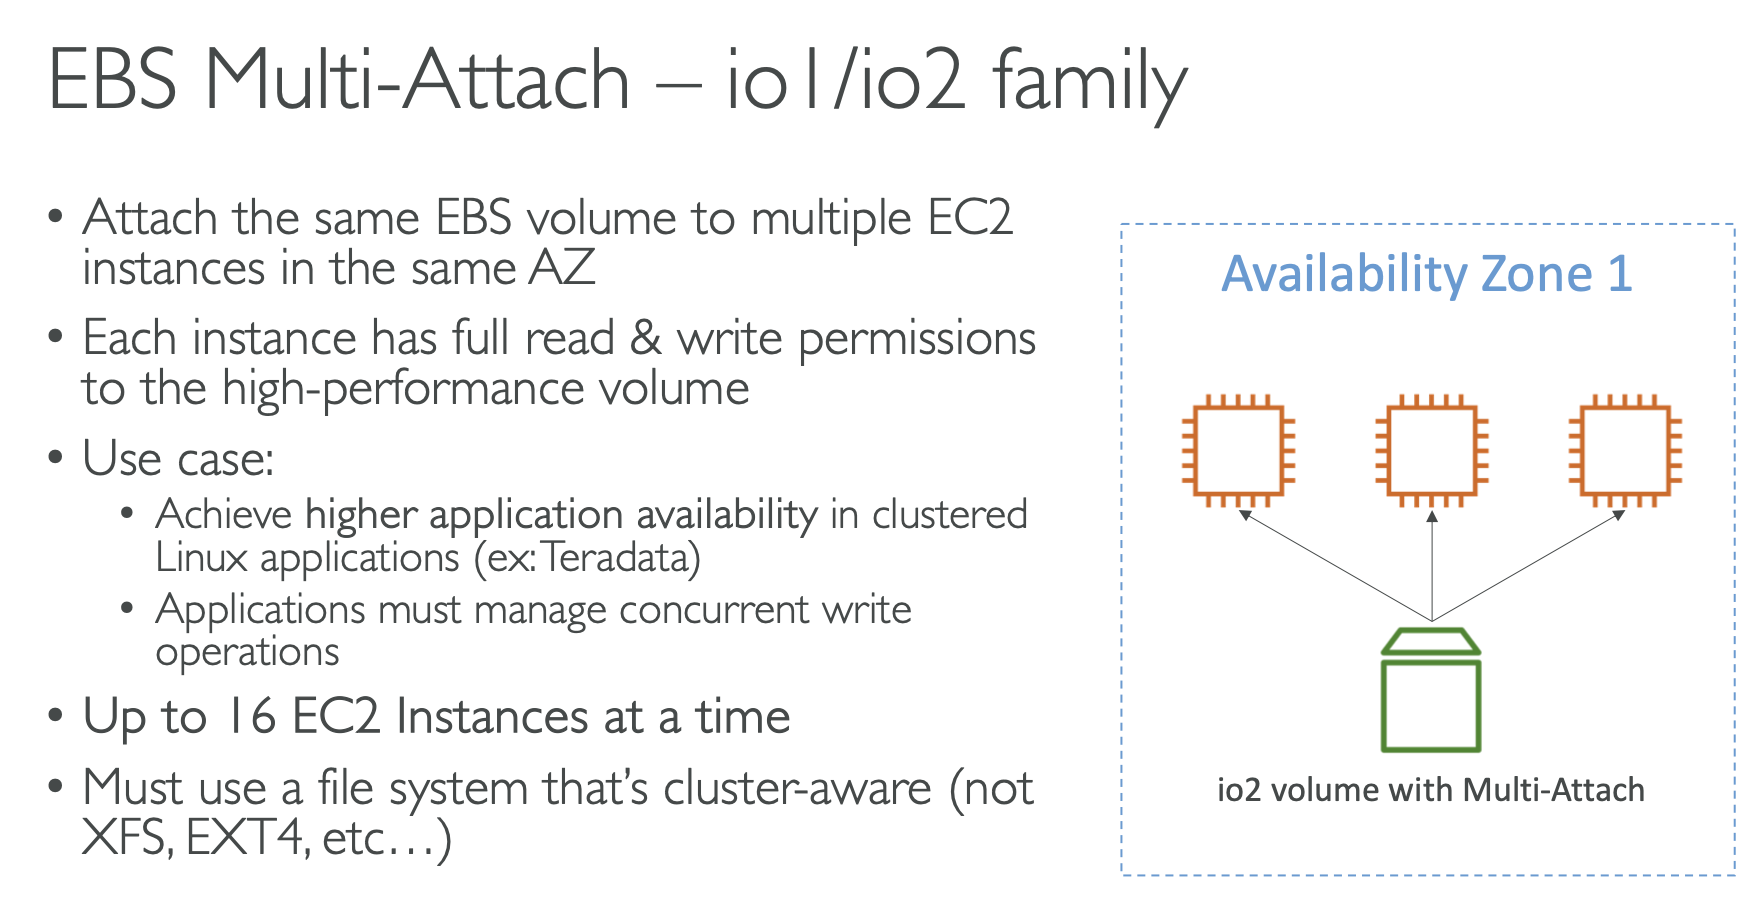 EBS Multi-Attach – io1/io2 family
• Attach the same EBS volume to multiple EC2
instances in the same AZ
• Each instance has full read & write permissions
to the high-performance volume
• Use case:
• Achieve higher application availability in clustered
Linux applications (ex: Teradata)
• Applications must manage concurrent write
operations
• Up to 16 EC2 Instances at a time
• Must use a file system that’s cluster-aware (not
XFS, EXT4, etc…)
Availability Zone 1
io2 volume with Multi-Attach